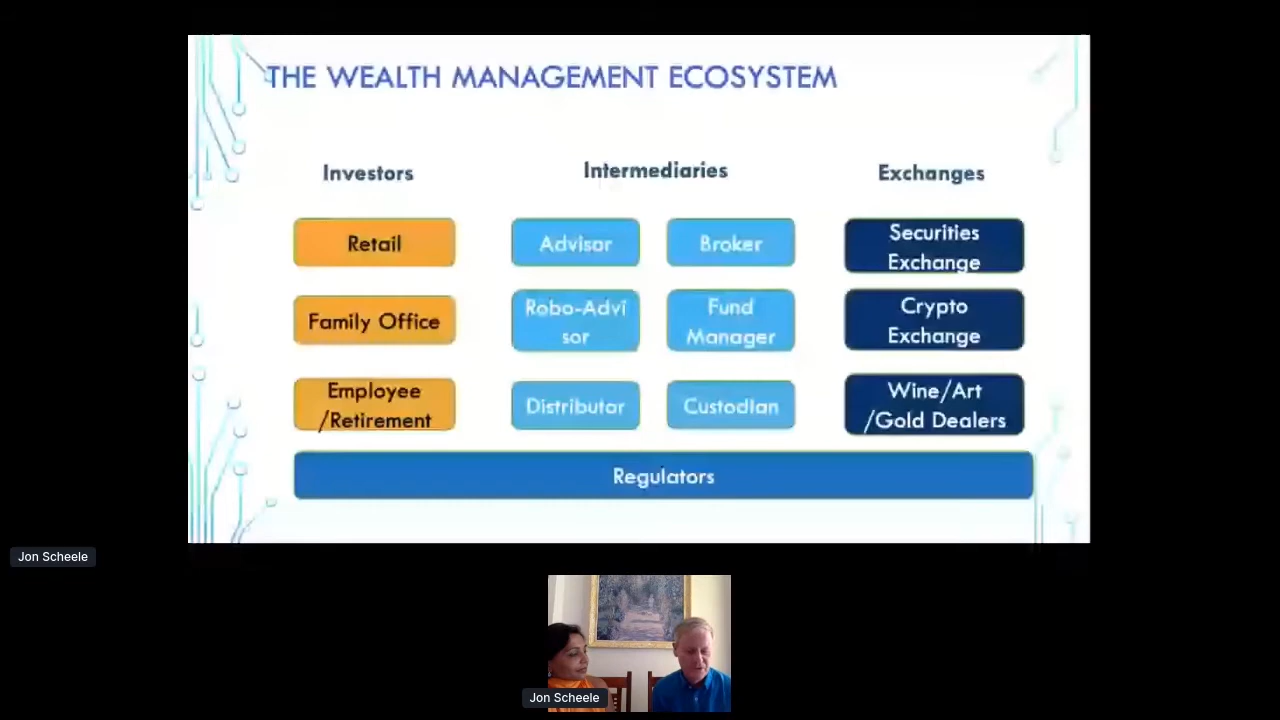 THE WEALTH MANAGEMENT ECOSYSTEM
Investors
Intermediaries
Exchanges
Retail
Advisor
Broker
Securities
Exchange
Family Office
Robo-Advi
sor
Fund
Manager
Crypto
Exchange
Employee
/Retirement
Distributor
Custodian
Wine/Art
/Gold Dealers
Regulators
Jon Scheele
Jon Scheele